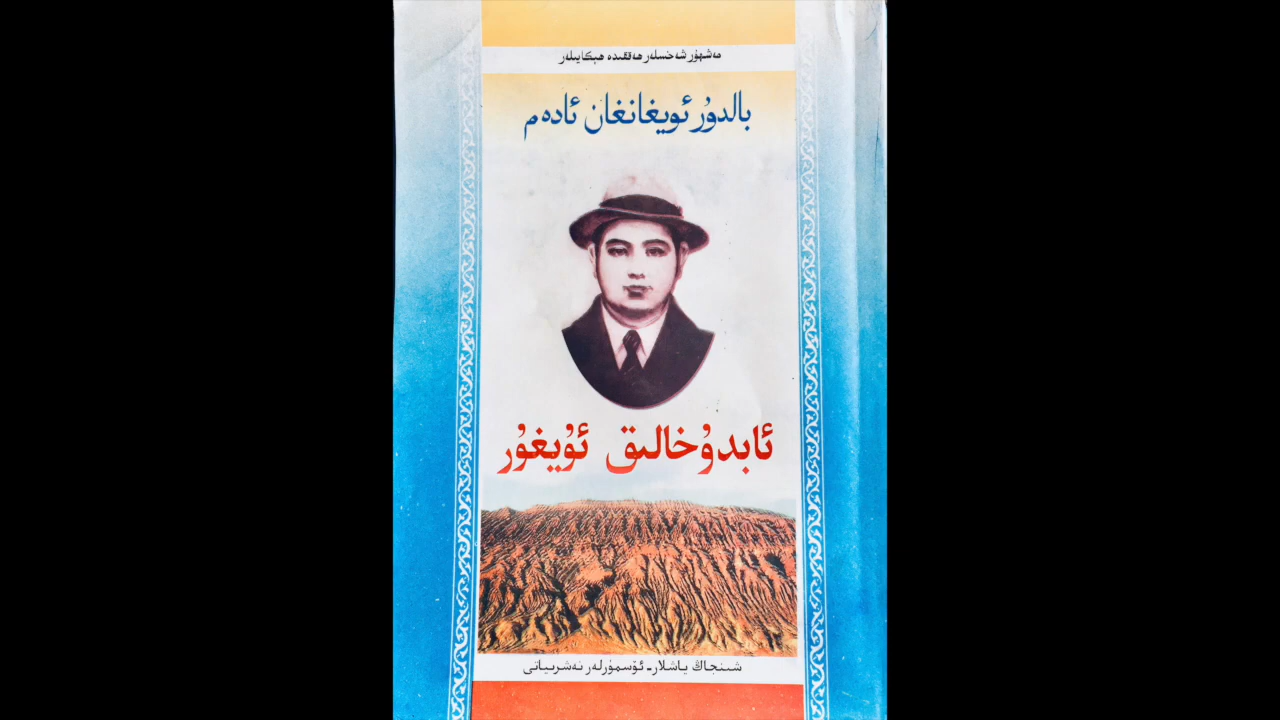 مەشھۇر شەخسلەر ھەققىدە ھېكايىلەر
بالدۇر ئويغانغان ئادەم
ئابدۇخالىق ئۇيغۇر
شىنجاڭ ياشلار- ئۆسمۈرلەر نەشرىياتى